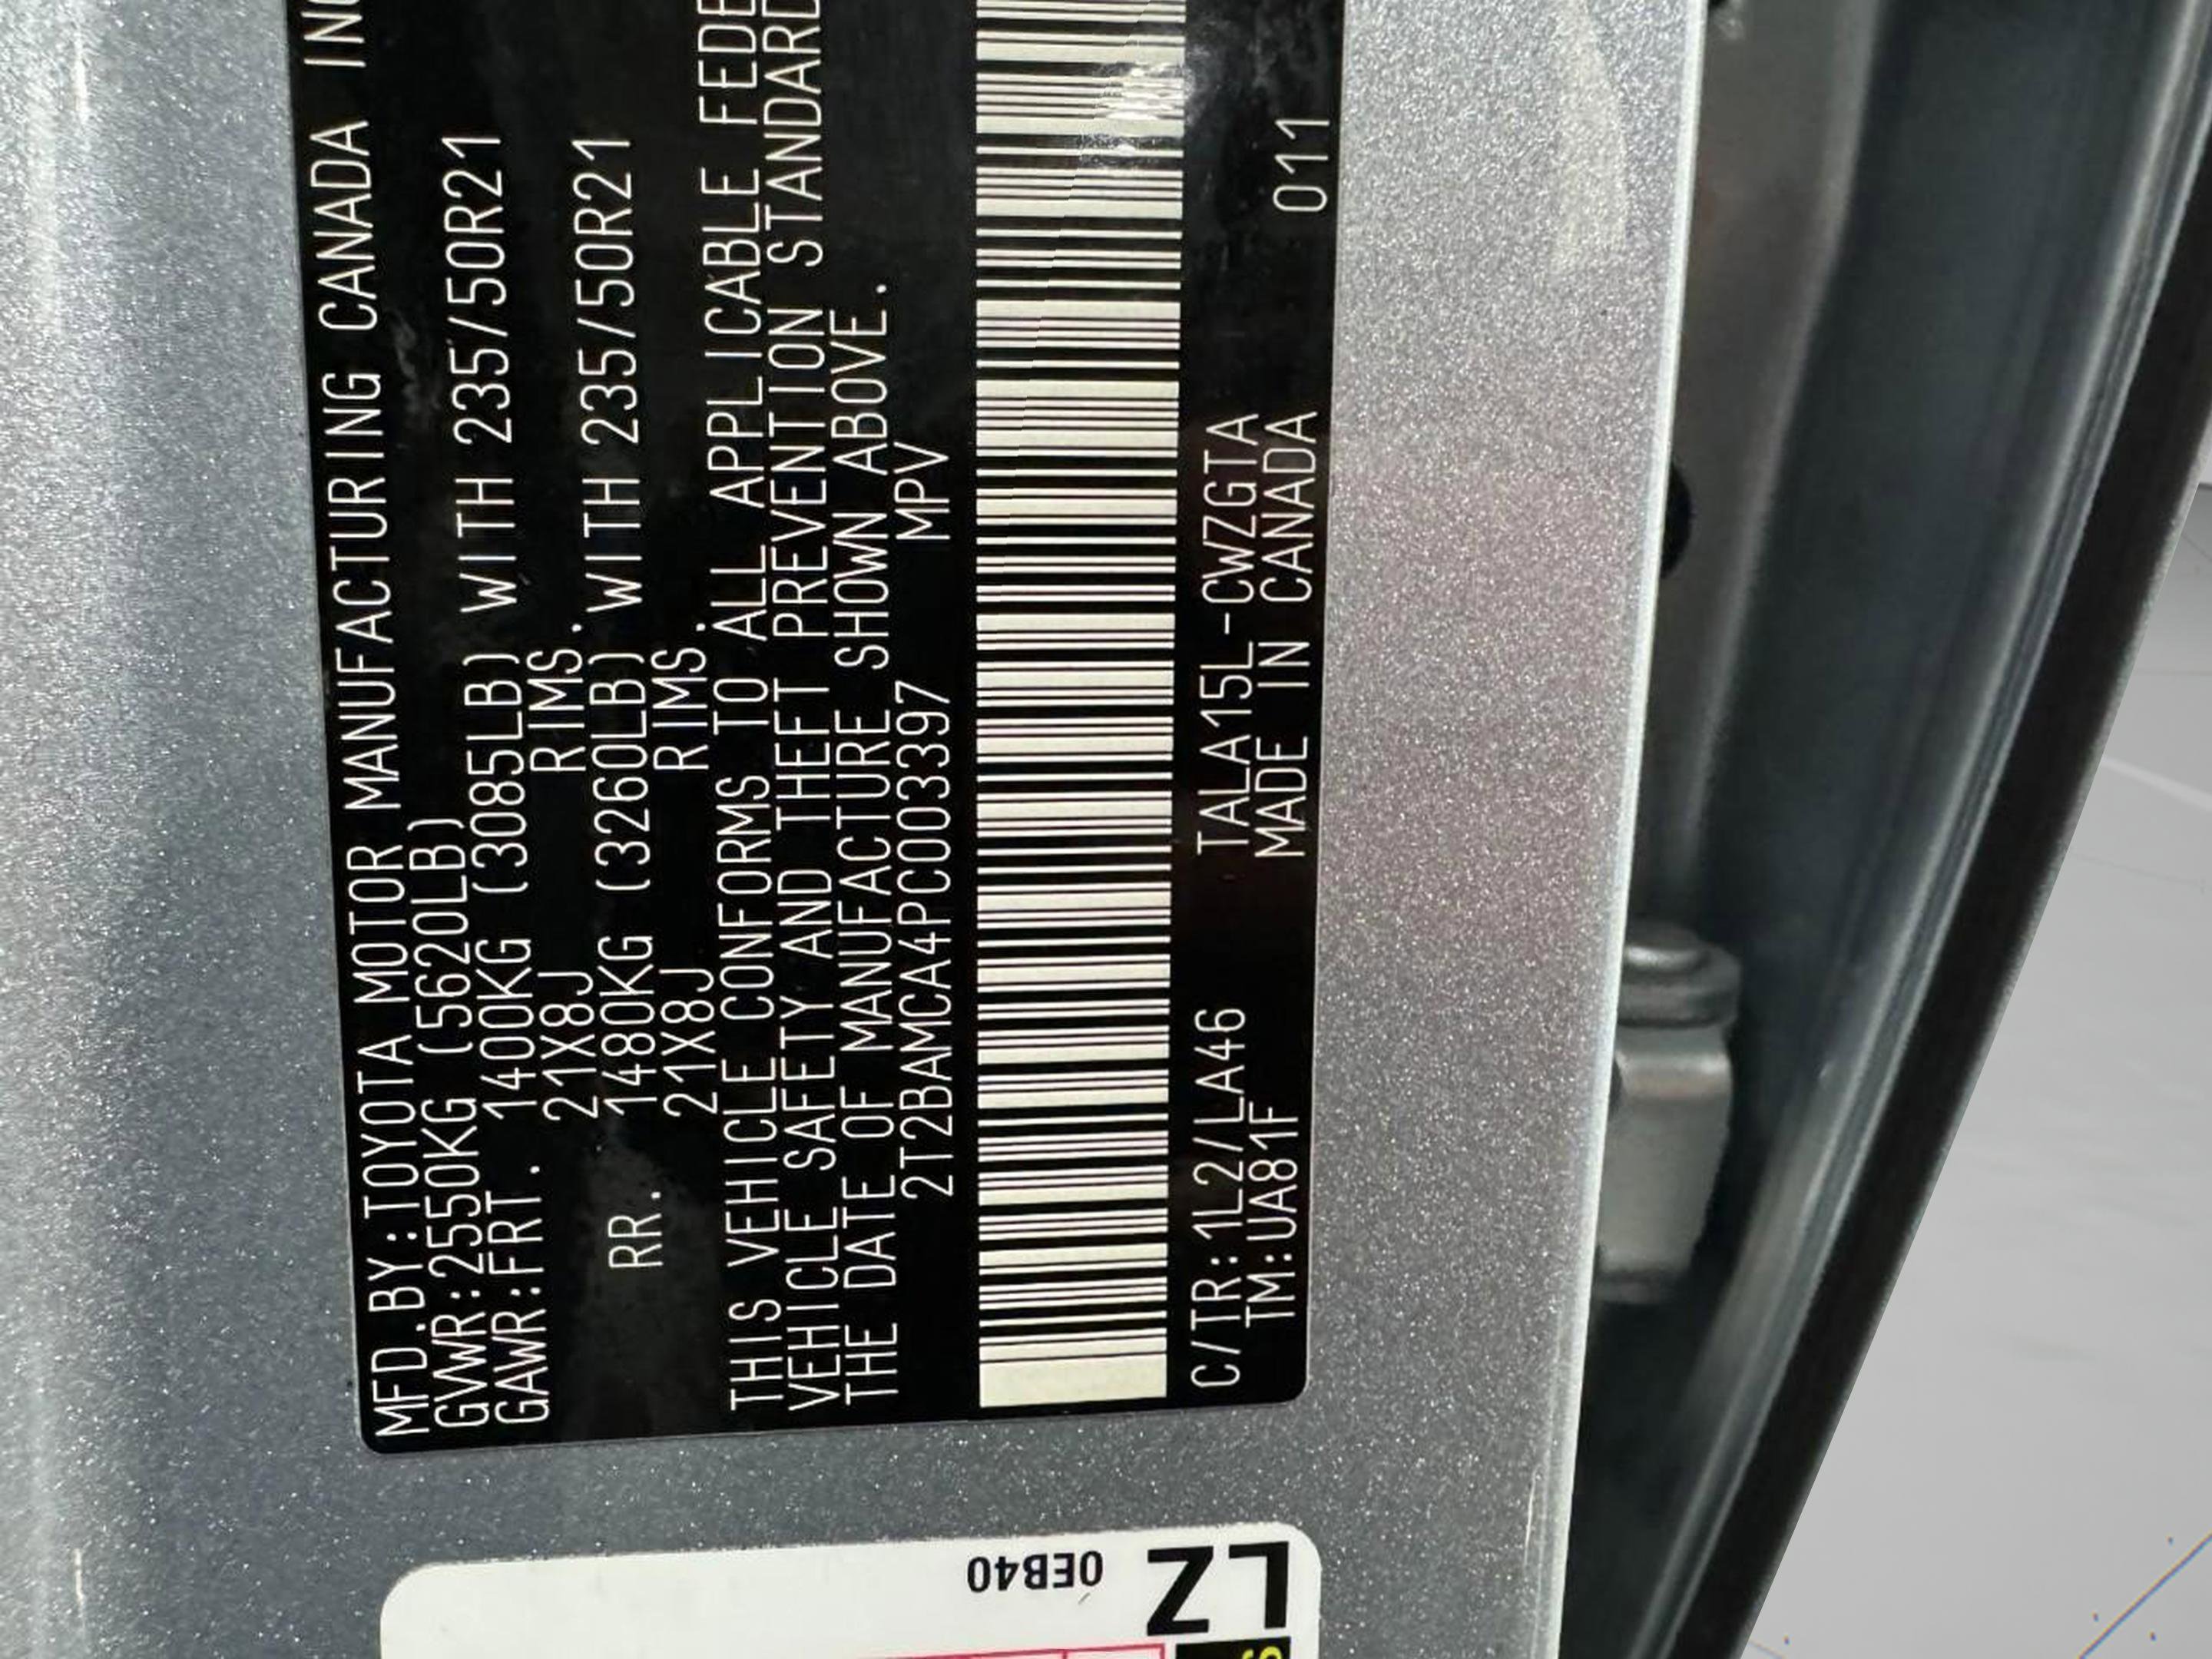 MFD.BY:TOYOTA MOTOR MANUFACTURING CANADA INC
GVWR:2550KG (5620LB)
GAWR:FRT. 1400KG (3085LB) WITH 235/50R21
21X8J RIMS.
RR. 1480KG (3260LB) WITH 235/50R21
21X8J RIMS.
THIS VEHICLE CONFORMS TO ALL APPLICABLE FEDE
VEHICLE SAFETY AND THEFT PREVENTION STANDARD
THE DATE OF MANUFACTURE SHOWN ABOVE.
2T2BAMCA4PC003397 MPV
C/TR:1L2/LA46 TALA15L-CWZGTA
TM:UA81F MADE IN CANADA 0111
0EB40
LZ
S